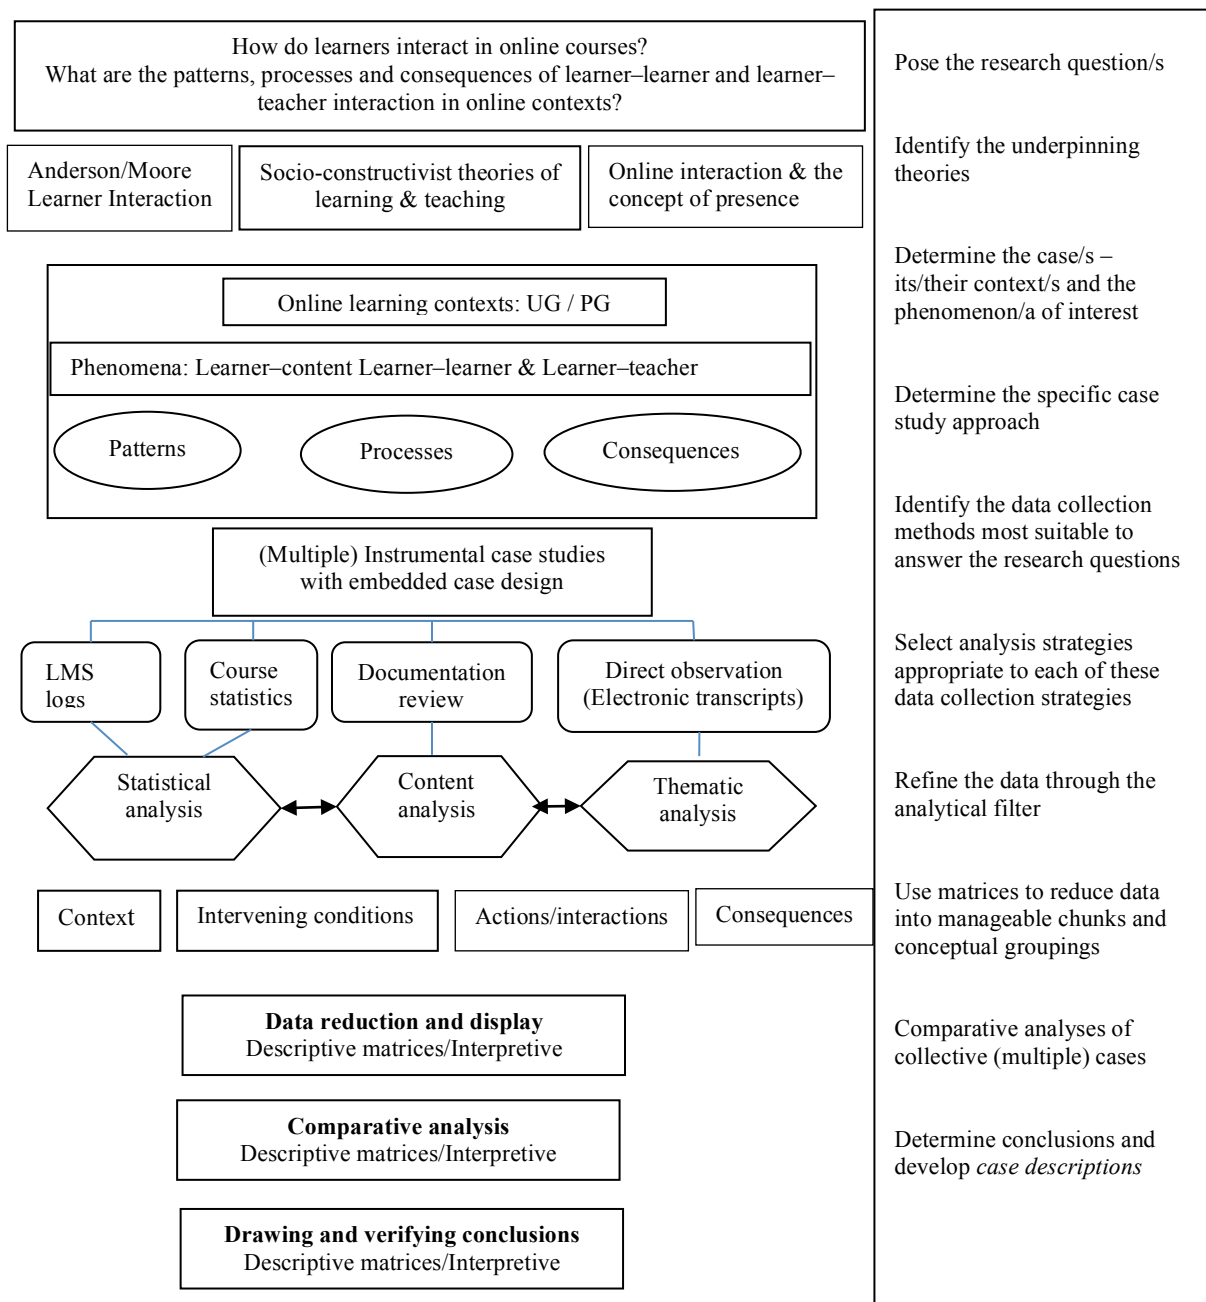 How do learners interact in online courses?
What are the patterns, processes and consequences of learner–learner and learner–
teacher interaction in online contexts?
Anderson/Moore
Learner Interaction
Socio-constructivist theories of
learning & teaching
Online interaction & the
concept of presence
Online learning contexts: UG / PG
Phenomena: Learner–content Learner–learner & Learner–teacher
Patterns
Processes
Consequences
(Multiple) Instrumental case studies
with embedded case design
LMS
logs
Course
statistics
Documentation
review
Direct observation
(Electronic transcripts)
Statistical
analysis
Content
analysis
Thematic
analysis
Context
Intervening conditions
Actions/interactions
Consequences
Data reduction and display
Descriptive matrices/Interpretive
Comparative analysis
Descriptive matrices/Interpretive
Drawing and verifying conclusions
Descriptive matrices/Interpretive
Pose the research question/s
Identify the underpinning
theories
Determine the case/s –
its/their context/s and the
phenomenon/a of interest
Determine the specific case
study approach
Identify the data collection
methods most suitable to
answer the research questions
Select analysis strategies
appropriate to each of these
data collection strategies
Refine the data through the
analytical filter
Use matrices to reduce data
into manageable chunks and
conceptual groupings
Comparative analyses of
collective (multiple) cases
Determine conclusions and
develop case descriptions